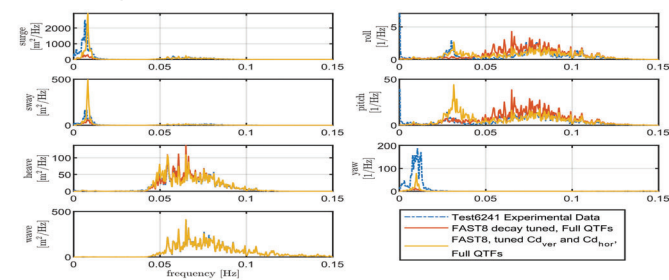 surge
[m²/Hz]
2000
1000
0
0 0.05 0.1 0.15
sway
[m²/Hz]
500
0
0 0.05 0.1 0.15
heave
[m²/Hz]
100
50
0
0 0.05 0.1 0.15
wave
[m²/Hz]
500
0
0 0.05 0.1 0.15
frequency [Hz]
roll
[1/Hz]
5
0
0.05 0.1 0.15
pitch
[1/Hz]
50
0
0.05 0.1 0.15
yaw
[1/Hz]
200
100
0
0 0.05 0.1 0.15
Test6241 Experimental Data
FAST8 decay tuned, Full QTFs
FAST8, tuned Cd_ver and Cd_hor,
Full QTFs